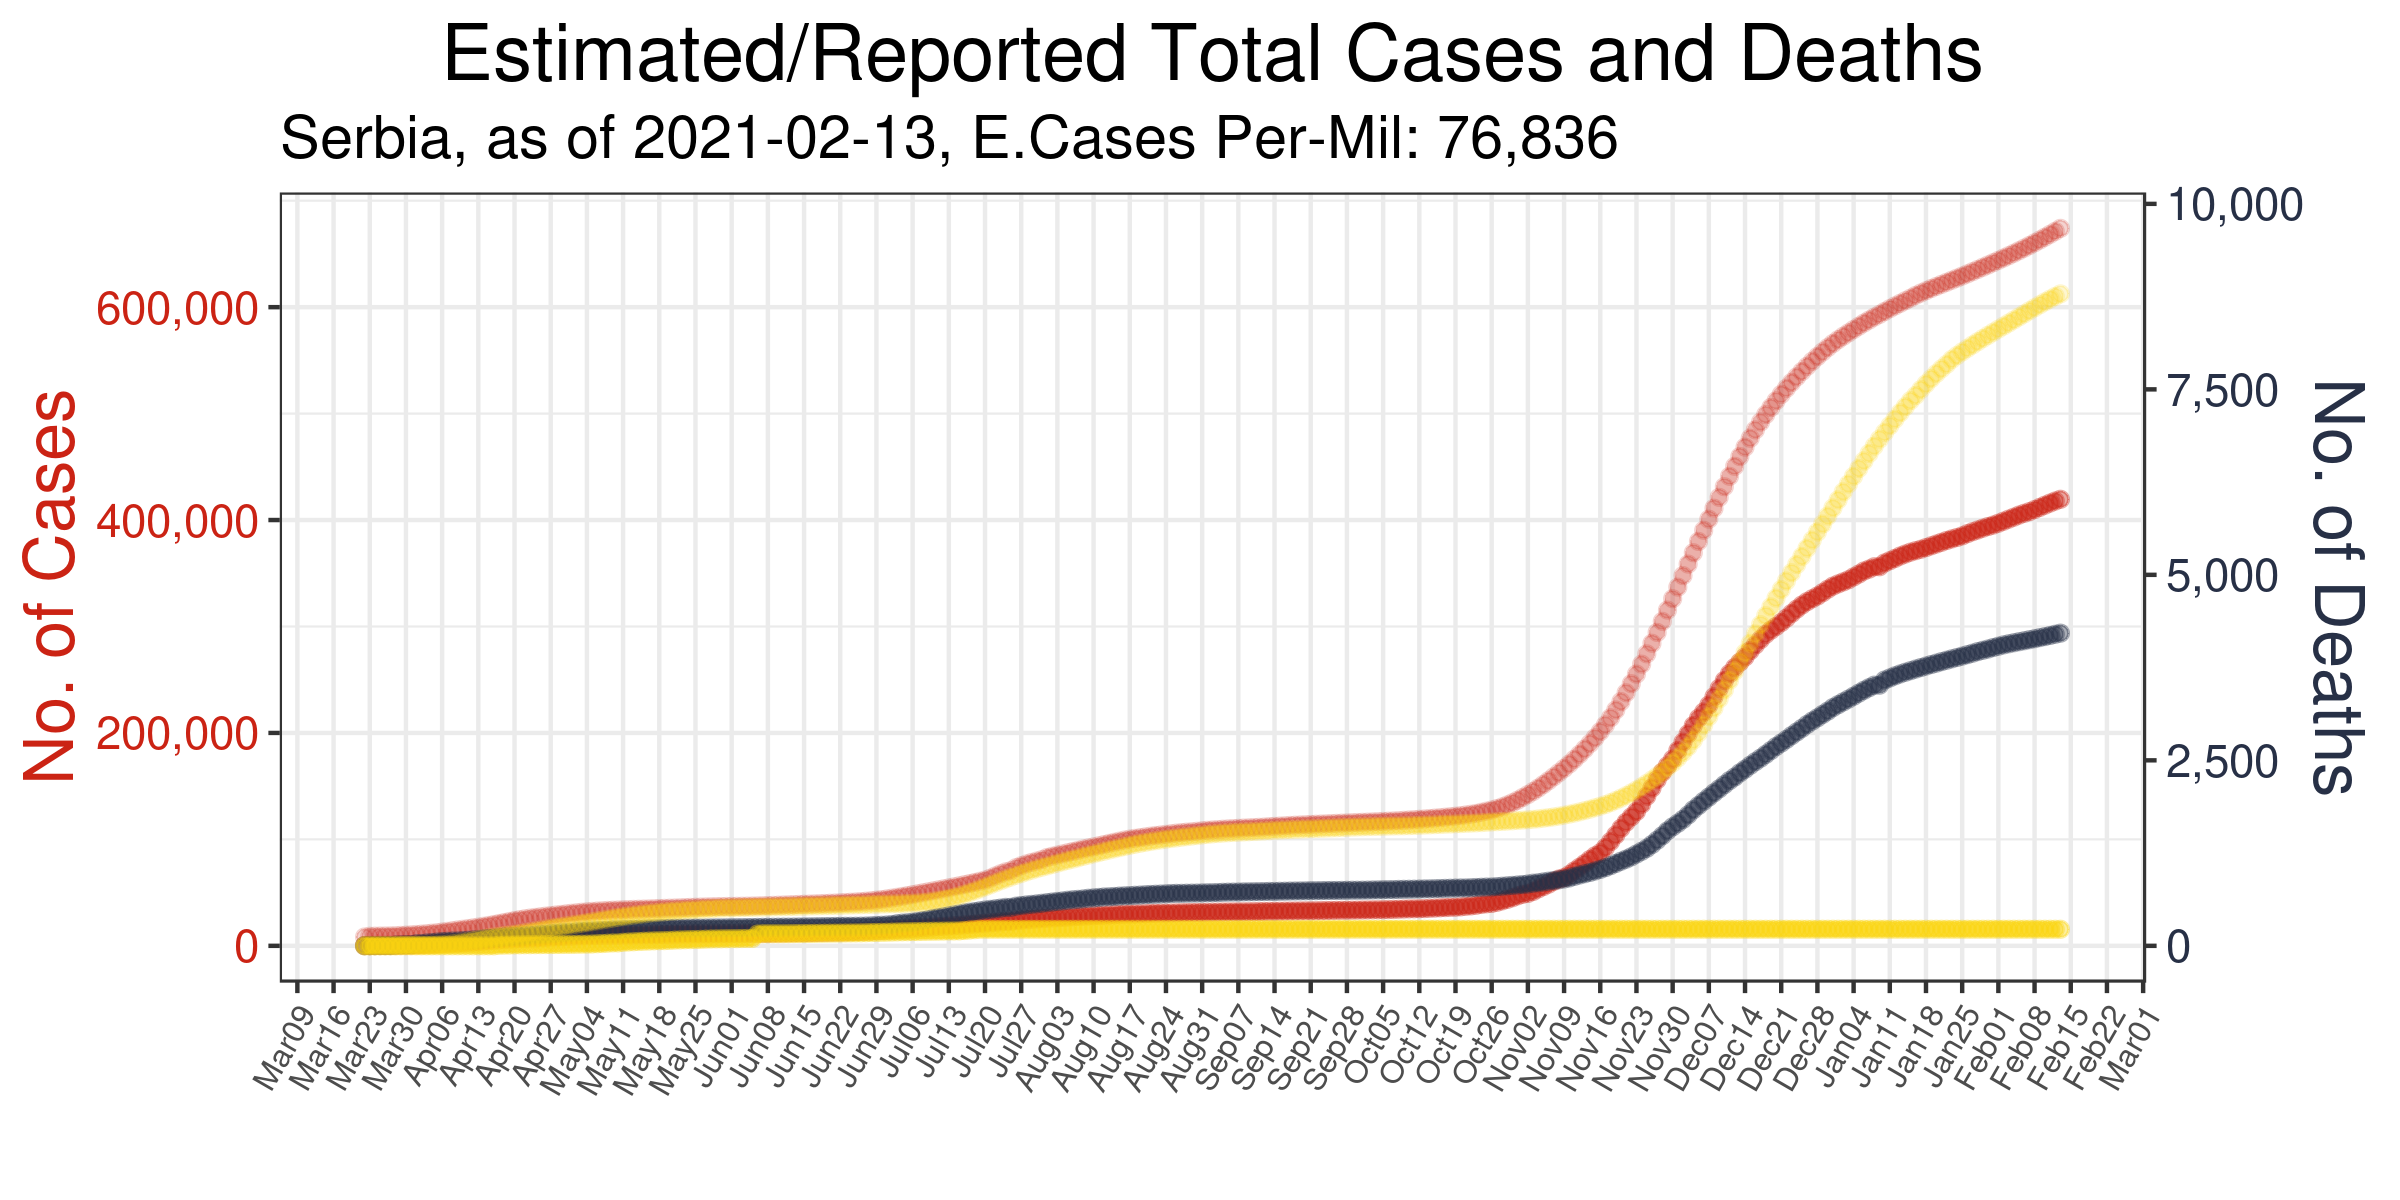 Estimated/Reported Total Cases and Deaths
Serbia, as of 2021-02-13, E.Cases Per-Mil: 76,836
No. of Cases
600,000
400,000
200,000
0
10,000
7,500
5,000
2,500
0
No. of Deaths
Mar09
Mar16
Mar23
Mar30
Apr06
Apr13
Apr20
Apr27
May04
May11
May18
May25
Jun01
Jun08
Jun15
Jun22
Jun29
Jul06
Jul13
Jul20
Jul27
Aug03
Aug10
Aug17
Aug24
Aug31
Sep07
Sep14
Sep21
Sep28
Oct05
Oct12
Oct19
Oct26
Nov02
Nov09
Nov16
Nov23
Nov30
Dec07
Dec14
Dec21
Dec28
Jan04
Jan11
Jan18
Jan25
Feb01
Feb08
Feb15
Feb22
Mar01